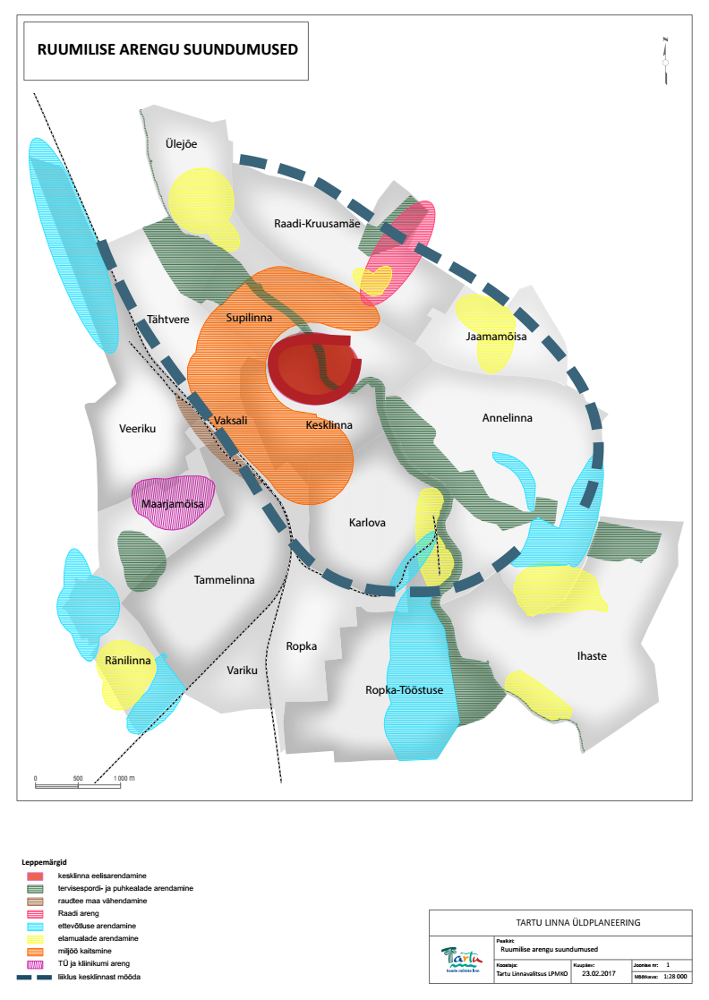 RUUMILISE ARENGU SUUNDUMUSED
N
Ülejõe
Raadi-Kruusamäe
Tähtvere
Supilinna
Jaamamõisa
Veeriku
Vaksali
Kesklinna
Annelinna
Maarjamõisa
Karlova
Tammelinna
Ränilinna
Variku
Ropka
Ropka-Tööstuse
Ihaste
0 500 1 000 m
Leppemärgid
kesklinna eelisarendamine
tervisespordi- ja puhkealade arendamine
raudtee maa vähendamine
Raadi areng
ettevõtluse arendamine
elamualade arendamine
miljöö kaitsmine
TÜ ja kliinikumi areng
liiklus kesklinnast mööda
TARTU LINNA ÜLDPLANEERING
Tartu
heade mõtete linn
Pealkiri:
Ruumilise arengu suundumused
Koostaja:
Tartu Linnavalitsus LPMKO
Kuupäev:
23.02.2017
Joonise nr: 1
Mõõtkava: 1:28 000